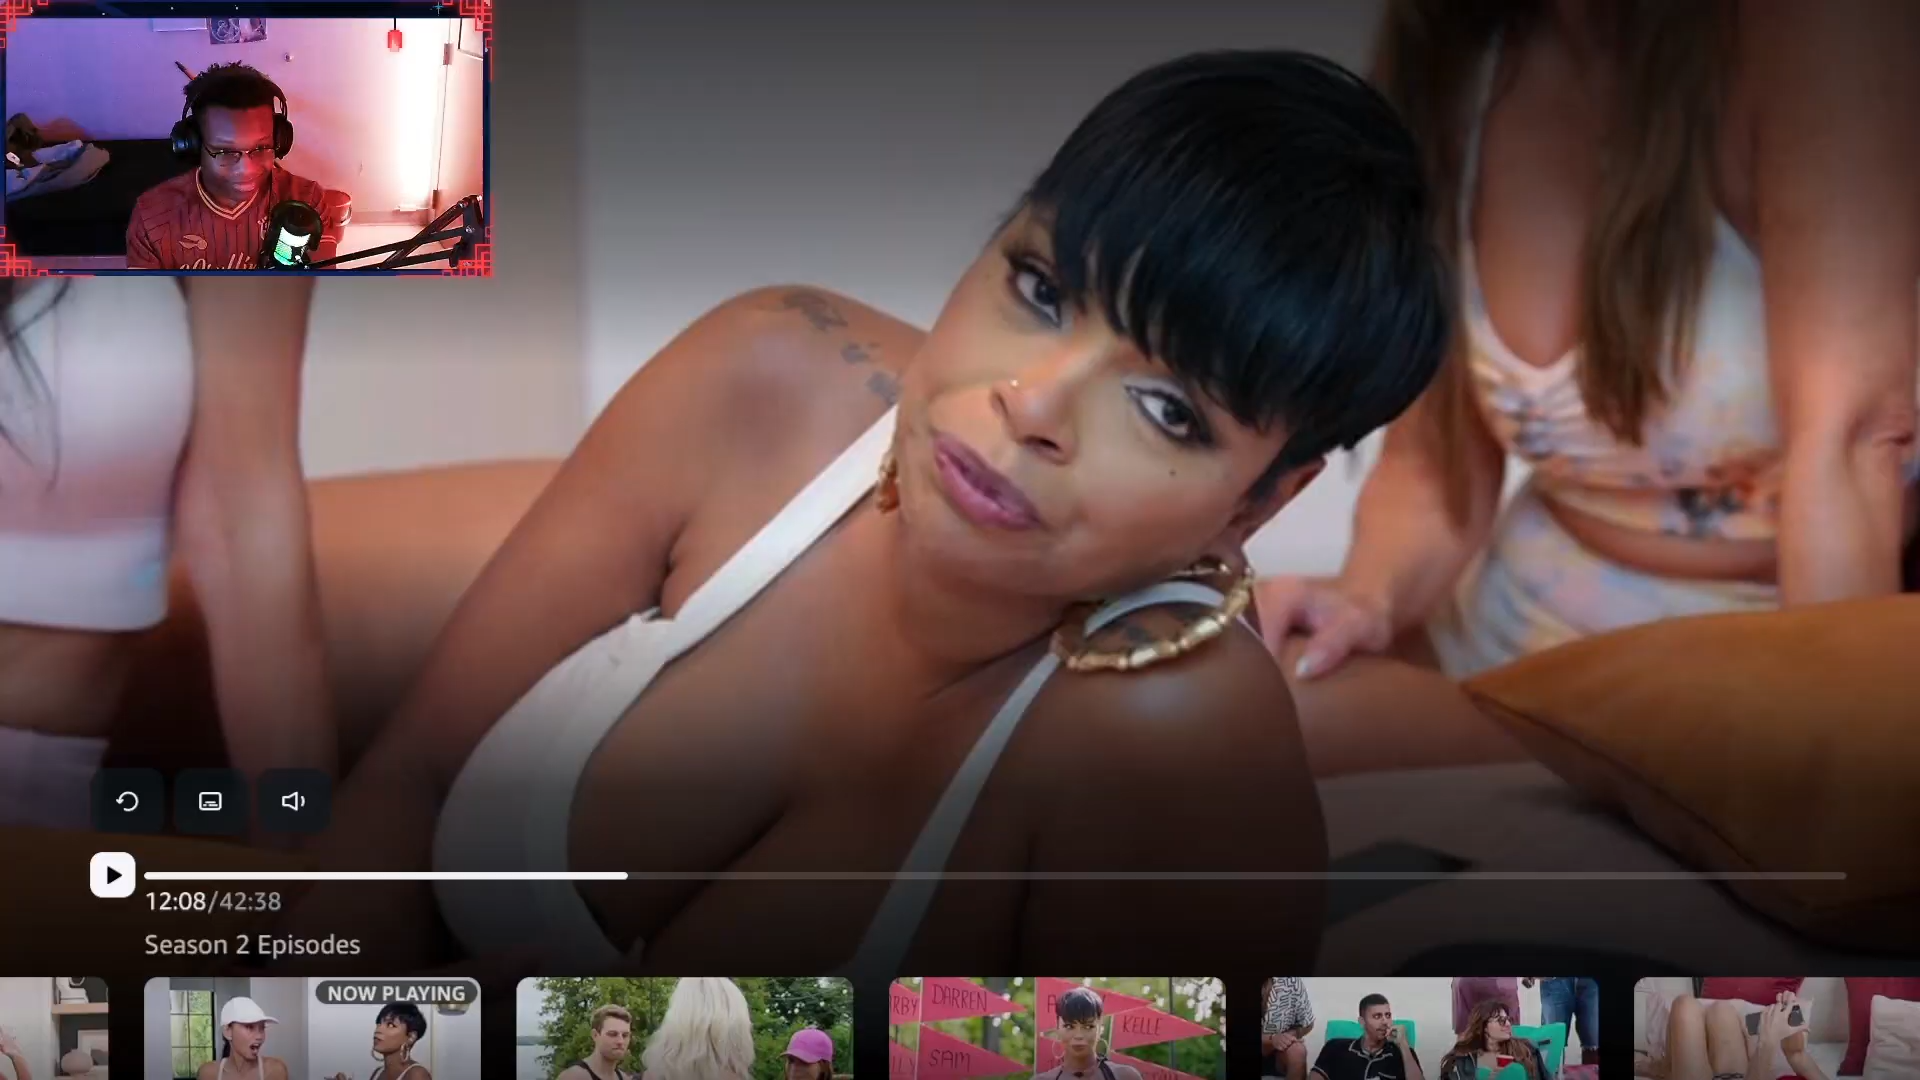 12:08/42:38
Season 2 Episodes
NOW PLAYING
DARREN
KELLE
SAM